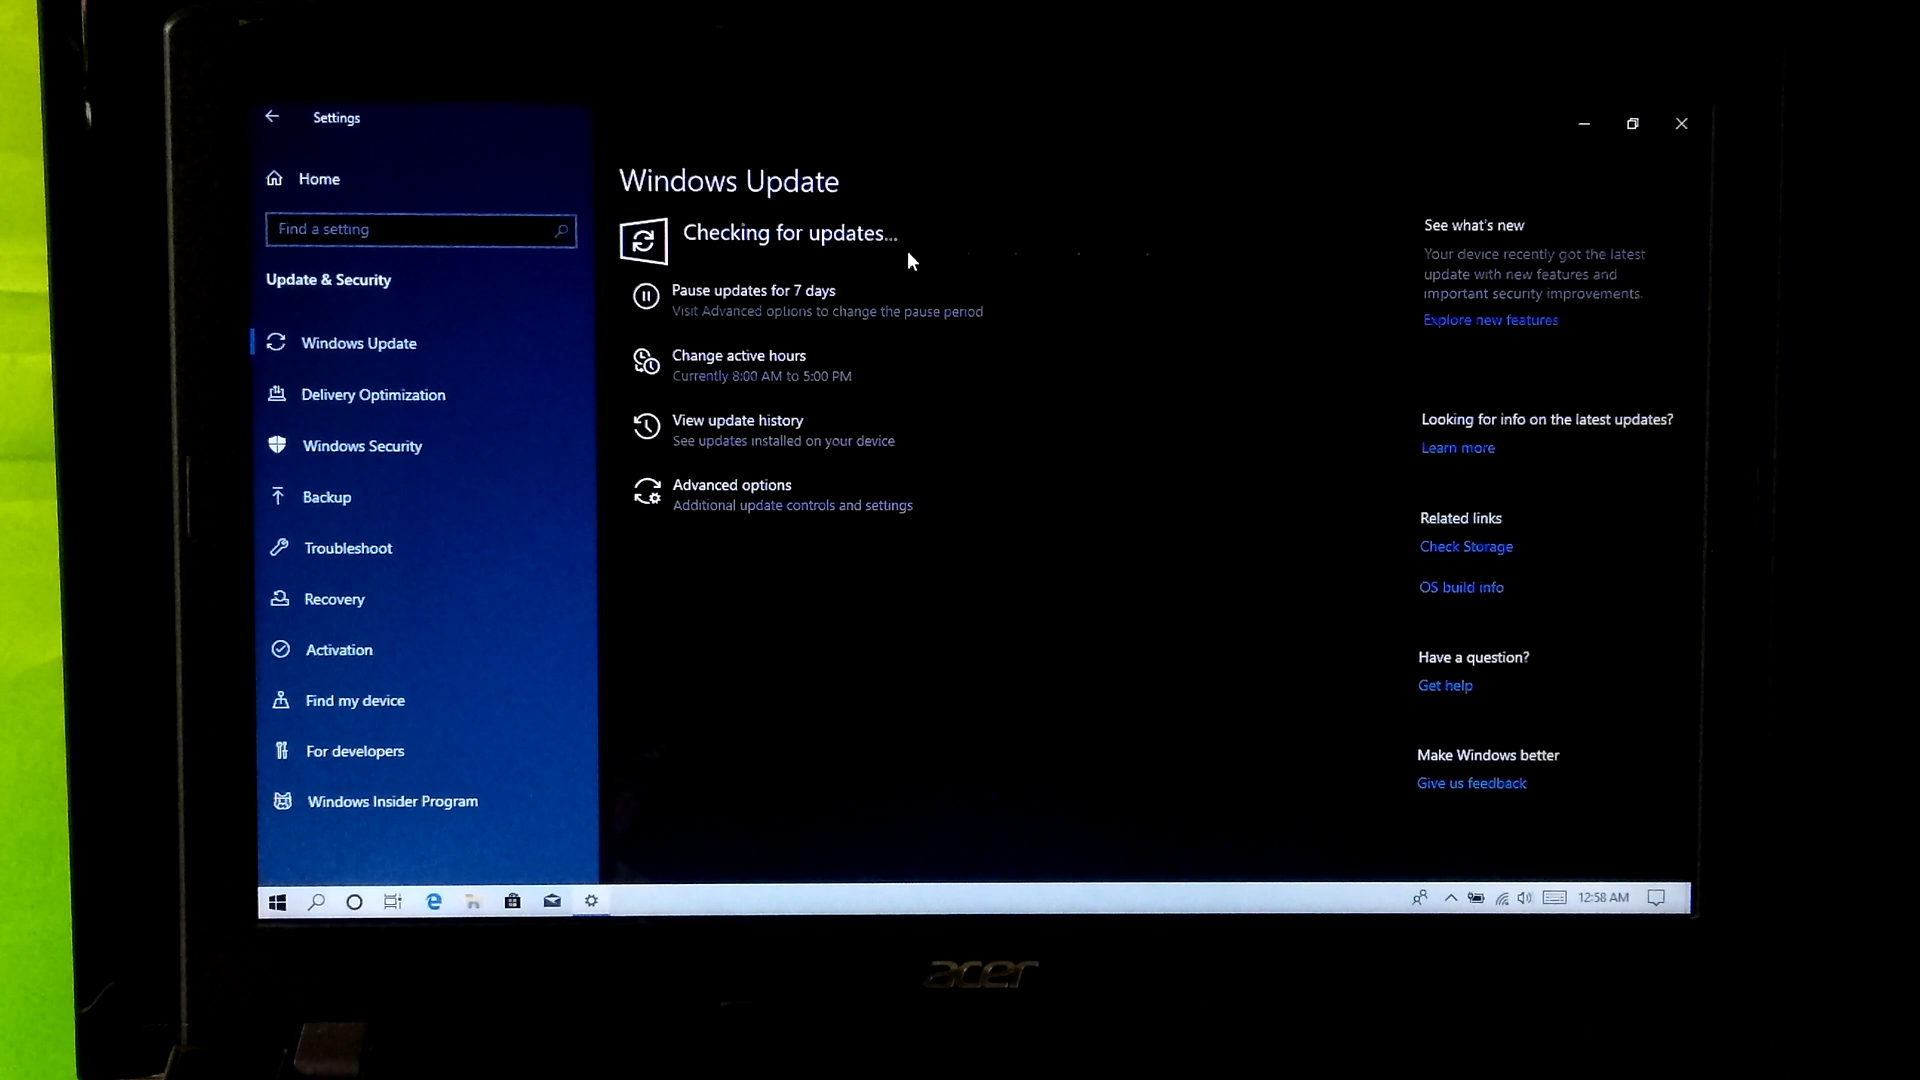 Settings
Home
Find a setting
Update & Security
Windows Update
Delivery Optimization
Windows Security
Backup
Troubleshoot
Recovery
Activation
Find my device
For developers
Windows Insider Program
Windows Update
Checking for updates...
Pause updates for 7 days
Visit Advanced options to change the pause period
Change active hours
Currently 8:00 AM to 5:00 PM
View update history
See updates installed on your device
Advanced options
Additional update controls and settings
See what's new
Your device recently got the latest
update with new features and
important security improvements.
Explore new features
Looking for info on the latest updates?
Learn more
Related links
Check Storage
OS build info
Have a question?
Get help
Make Windows better
Give us feedback
12:58 AM
acer